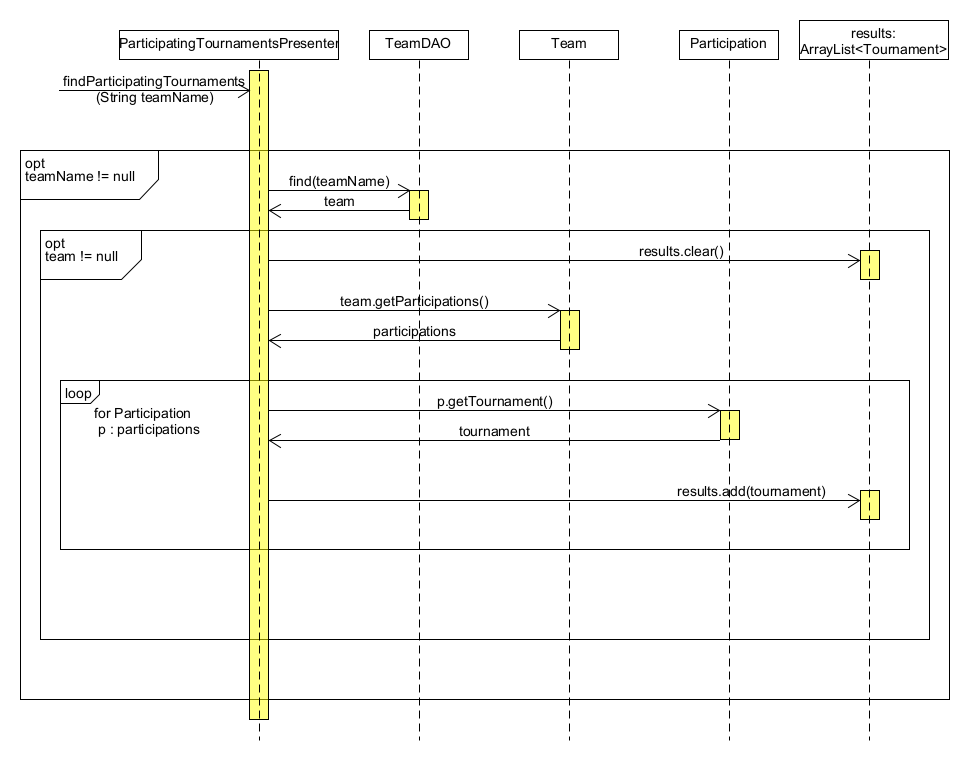 ParticipatingTournamentsPresenter
TeamDAO
Team
Participation
results:
ArrayList<Tournament>
findParticipatingTournaments
(String teamName)
opt
teamName != null
find(teamName)
team
opt
team != null
results.clear()
team.getParticipations()
participations
loop
for Participation
p : participations
p.getTournament()
tournament
results.add(tournament)